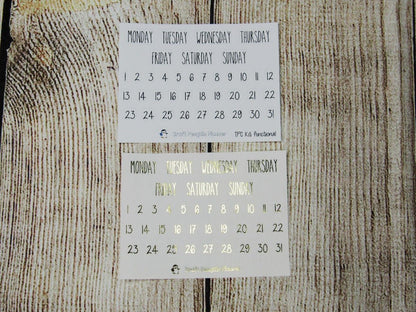 MONDAY TUESDAY WEDNESDAY THURSDAY
FRIDAY SATURDAY SUNDAY
1 2 3 4 5 6 7 8 9 10 11 12
13 14 15 16 17 18 19 20 21 22
23 24 25 26 27 28 29 30 31
Planner
TPC Kit Functional
MONDAY TUESDAY WEDNESDAY THURSDAY
FRIDAY SATURDAY SUNDAY
1 2 3 4 5 6 7 8 9 10 11 12
13 14 15 16 17 18 19 20 21 22
23 24 25 26 27 28 29 30 31